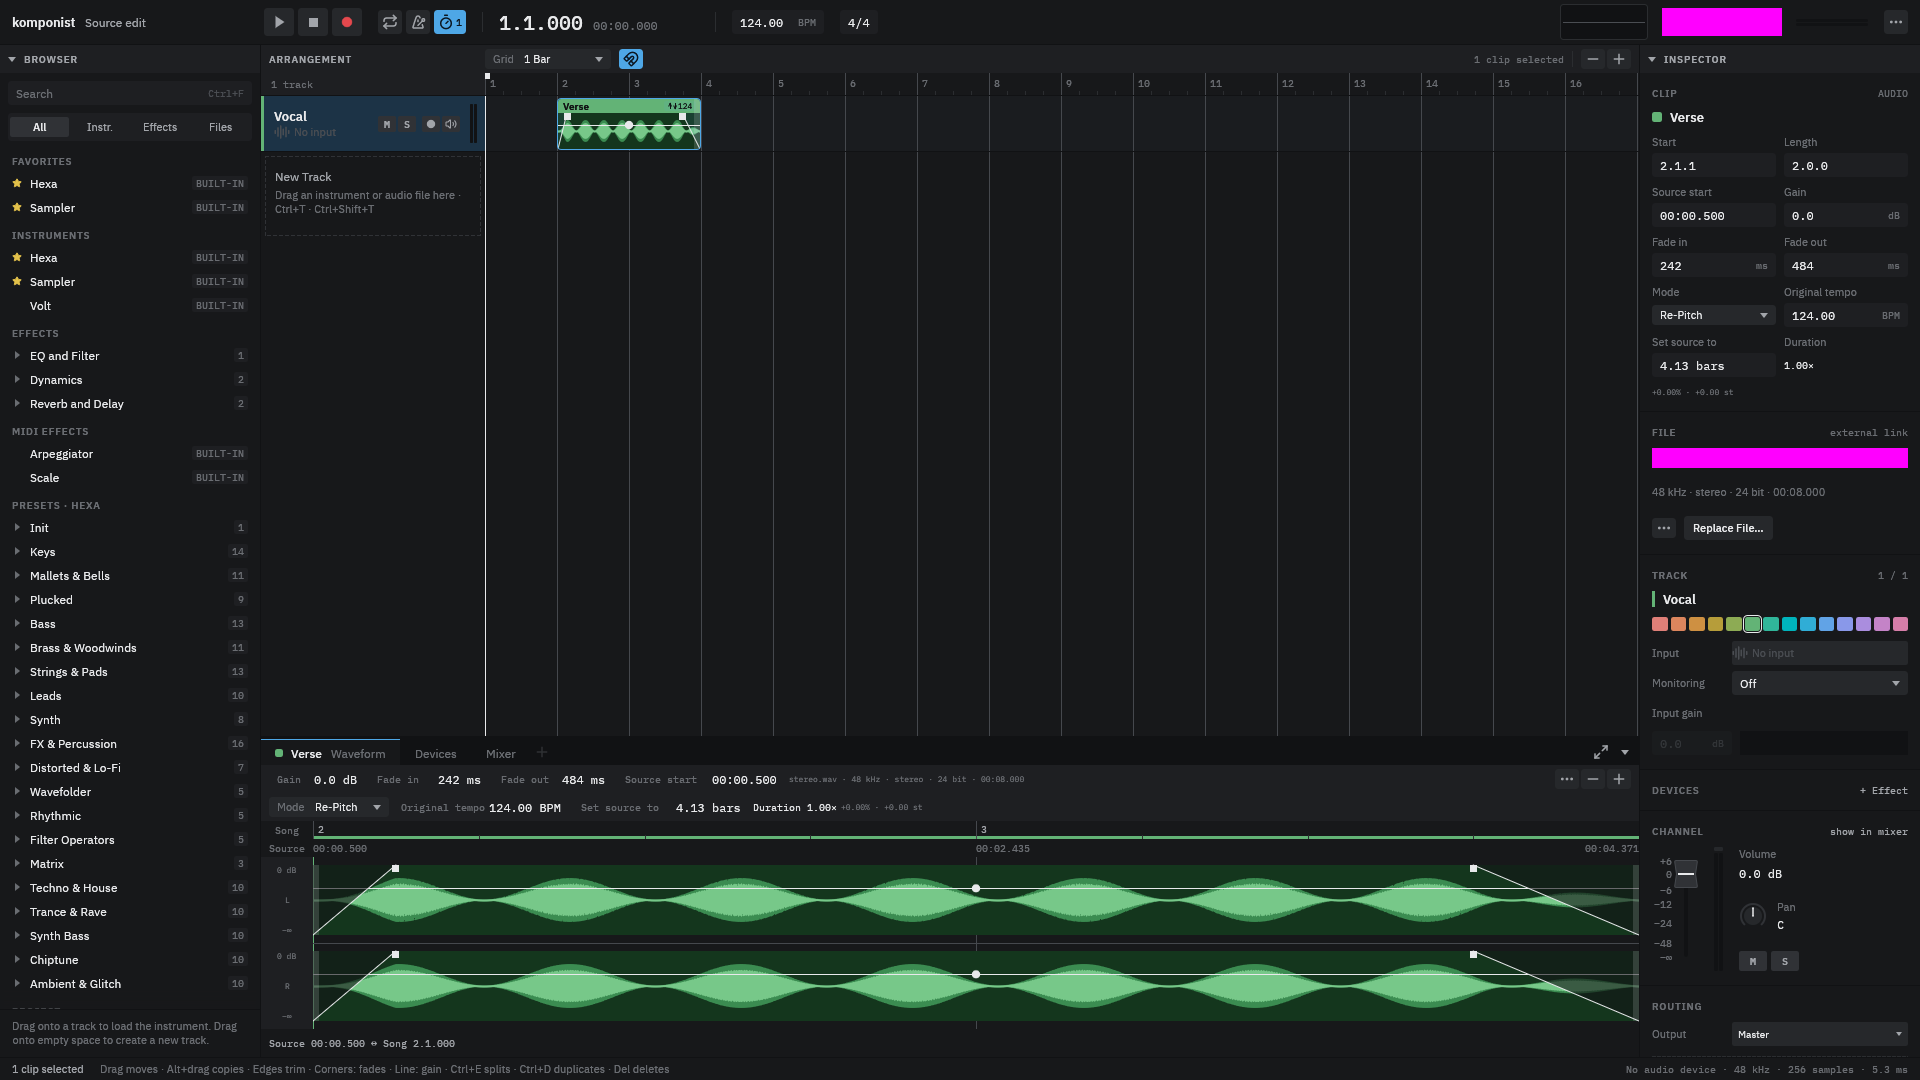 komponist Source edit
1
1.1.000 00:00.000
124.00 BPM
4/4
BROWSER
Search Ctrl+F
All Instr. Effects Files
FAVORITES
Hexa BUILT-IN
Sampler BUILT-IN
INSTRUMENTS
Hexa BUILT-IN
Sampler BUILT-IN
Volt BUILT-IN
EFFECTS
EQ and Filter 1
Dynamics 2
Reverb and Delay 2
MIDI EFFECTS
Arpeggiator BUILT-IN
Scale BUILT-IN
PRESETS · HEXA
Init 1
Keys 14
Mallets & Bells 11
Plucked 9
Bass 13
Brass & Woodwinds 11
Strings & Pads 13
Leads 10
Synth 8
FX & Percussion 16
Distorted & Lo-Fi 7
Wavefolder 5
Rhythmic 5
Filter Operators 5
Matrix 3
Techno & House 10
Trance & Rave 10
Synth Bass 10
Chiptune 10
Ambient & Glitch 10
Drag onto a track to load the instrument. Drag
onto empty space to create a new track.
ARRANGEMENT
Grid 1 Bar
1 clip selected
1 track
1 2 3 4 5 6 7 8 9 10 11 12 13 14 15 16
Vocal
No input
M S
Verse 124
New Track
Drag an instrument or audio file here ·
Ctrl+T · Ctrl+Shift+T
Verse Waveform Devices Mixer
Gain 0.0 dB Fade in 242 ms Fade out 484 ms Source start 00:00.500 stereo.wav · 48 kHz · stereo · 24 bit · 00:08.000
Mode Re-Pitch Original tempo 124.00 BPM Set source to 4.13 bars Duration 1.00× +0.00% · +0.00 st
Song 2 3
Source 00:00.500 00:02.435 00:04.371
0 dB
L
-∞
0 dB
R
-∞
Source 00:00.500 ⇔ Song 2.1.000
INSPECTOR
CLIP AUDIO
Verse
Start Length
2.1.1 2.0.0
Source start Gain
00:00.500 0.0 dB
Fade in Fade out
242 ms 484 ms
Mode Original tempo
Re-Pitch 124.00 BPM
Set source to Duration
4.13 bars 1.00×
+0.00% · +0.00 st
FILE external link
48 kHz · stereo · 24 bit · 00:08.000
Replace File...
TRACK 1 / 1
Vocal
Input No input
Monitoring Off
Input gain
0.0 dB
DEVICES + Effect
CHANNEL show in mixer
+6
0
−6
−12
−24
−48
−∞
Volume
0.0 dB
Pan
C
M S
ROUTING
Output Master
1 clip selected Drag moves · Alt+drag copies · Edges trim · Corners: fades · Line: gain · Ctrl+E splits · Ctrl+D duplicates · Del deletes
No audio device · 48 kHz · 256 samples · 5.3 ms